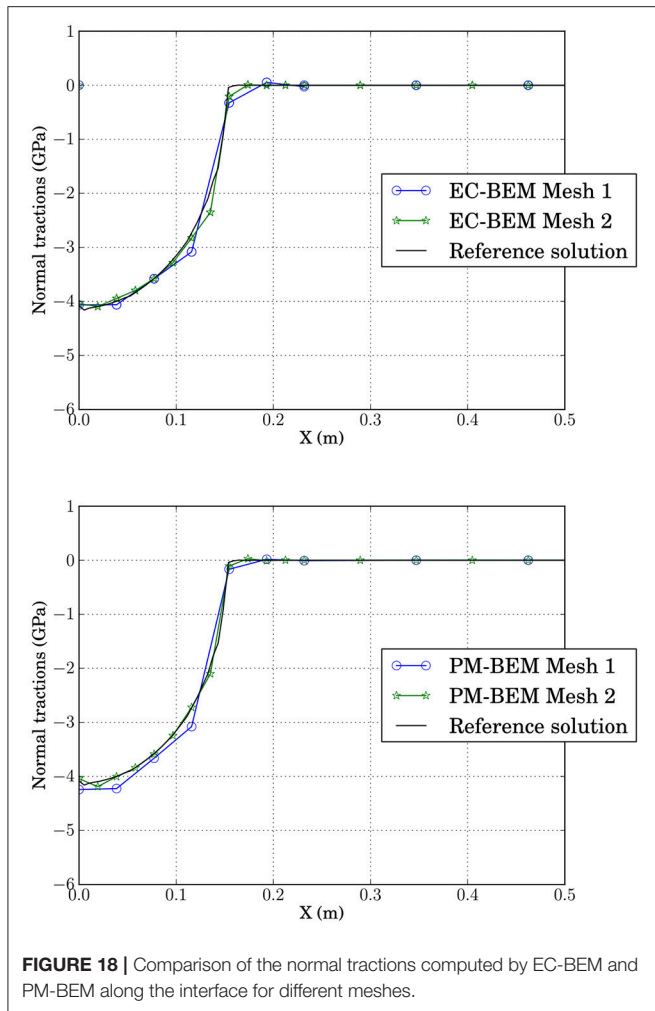 1
0
−1
−2
−3
−4
−5
−6
Normal tractions (GPa)
0.0 0.1 0.2 0.3 0.4 0.5
X (m)
EC-BEM Mesh 1
EC-BEM Mesh 2
Reference solution
1
0
−1
−2
−3
−4
−5
−6
Normal tractions (GPa)
0.0 0.1 0.2 0.3 0.4 0.5
X (m)
PM-BEM Mesh 1
PM-BEM Mesh 2
Reference solution
FIGURE 18 | Comparison of the normal tractions computed by EC-BEM and
PM-BEM along the interface for different meshes.